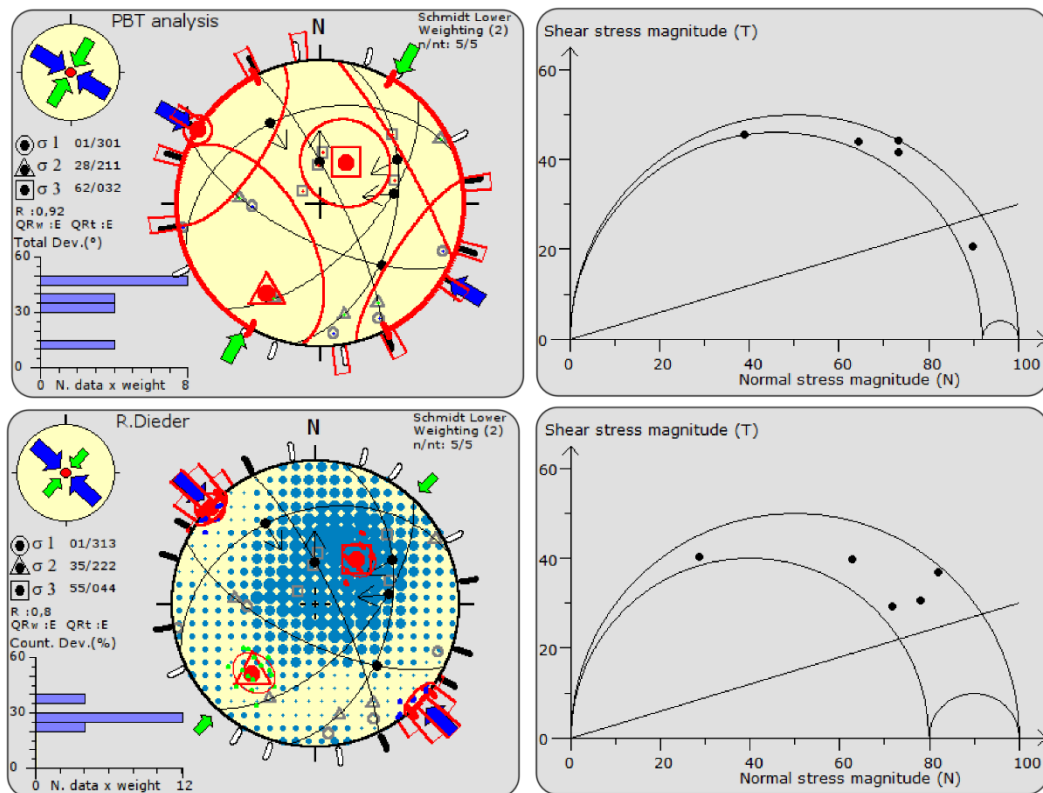 PBT analysis
N
Schmidt Lower
Weighting (2)
n/nt: 5/5
σ 1 01/301
σ 2 28/211
σ 3 62/032
R :0,92
QRw :E QRt :E
Total Dev.(°)
60
30
0
0 N. data x weight 8
Shear stress magnitude (T)
60
40
20
0
0 20 40 60 80 100
Normal stress magnitude (N)
R.Dieder
N
Schmidt Lower
Weighting (2)
n/nt: 5/5
σ 1 01/313
σ 2 35/222
σ 3 55/044
R :0,8
QRw :E QRt :E
Count. Dev.(%)
60
30
0
0 N. data x weight 12
Shear stress magnitude (T)
60
40
20
0
0 20 40 60 80 100
Normal stress magnitude (N)